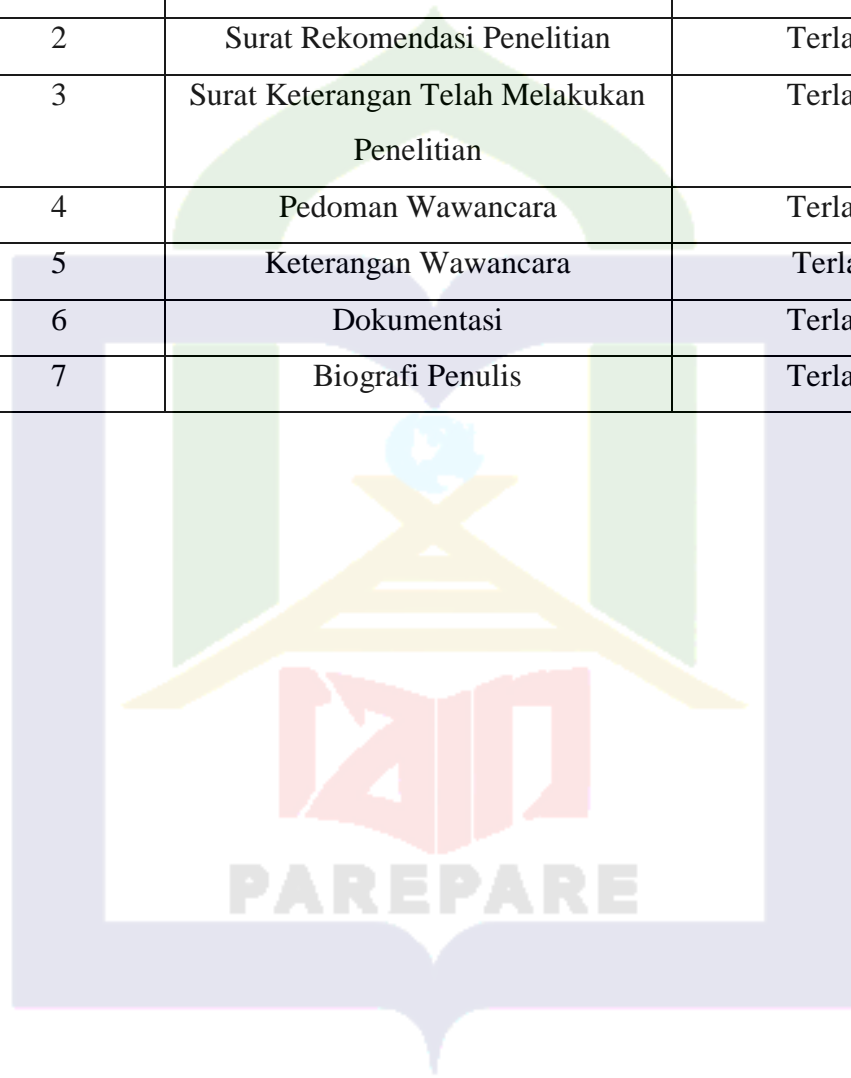 2 Surat Rekomendasi Penelitian
3 Surat Keterangan Telah Melakukan
Penelitian
4 Pedoman Wawancara
5 Keterangan Wawancara
6 Dokumentasi
7 Biografi Penulis
iain
PAREPARE